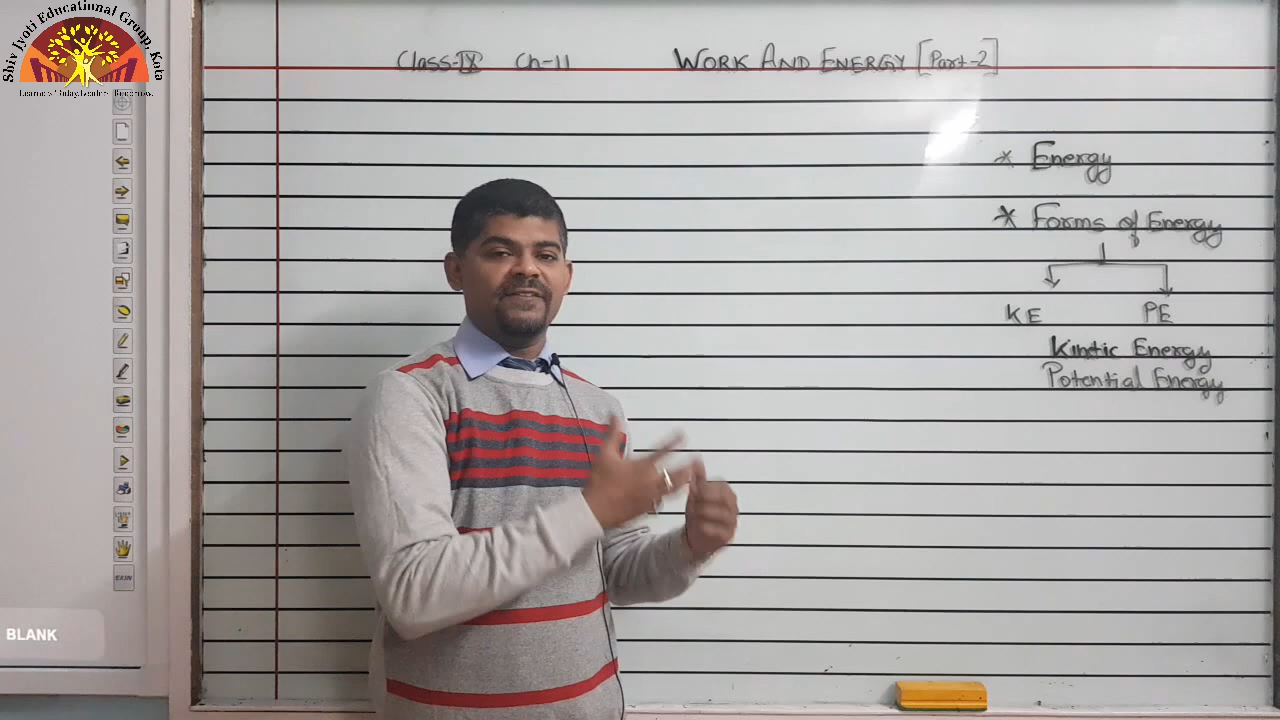 Shiv Jyoti Educational Group, Kota
Class-IX Ch-11 WORK AND ENERGY [Part-2]
* Energy
* Forms of Energy
KE PE
Kinetic Energy
Potential Energy
BLANK